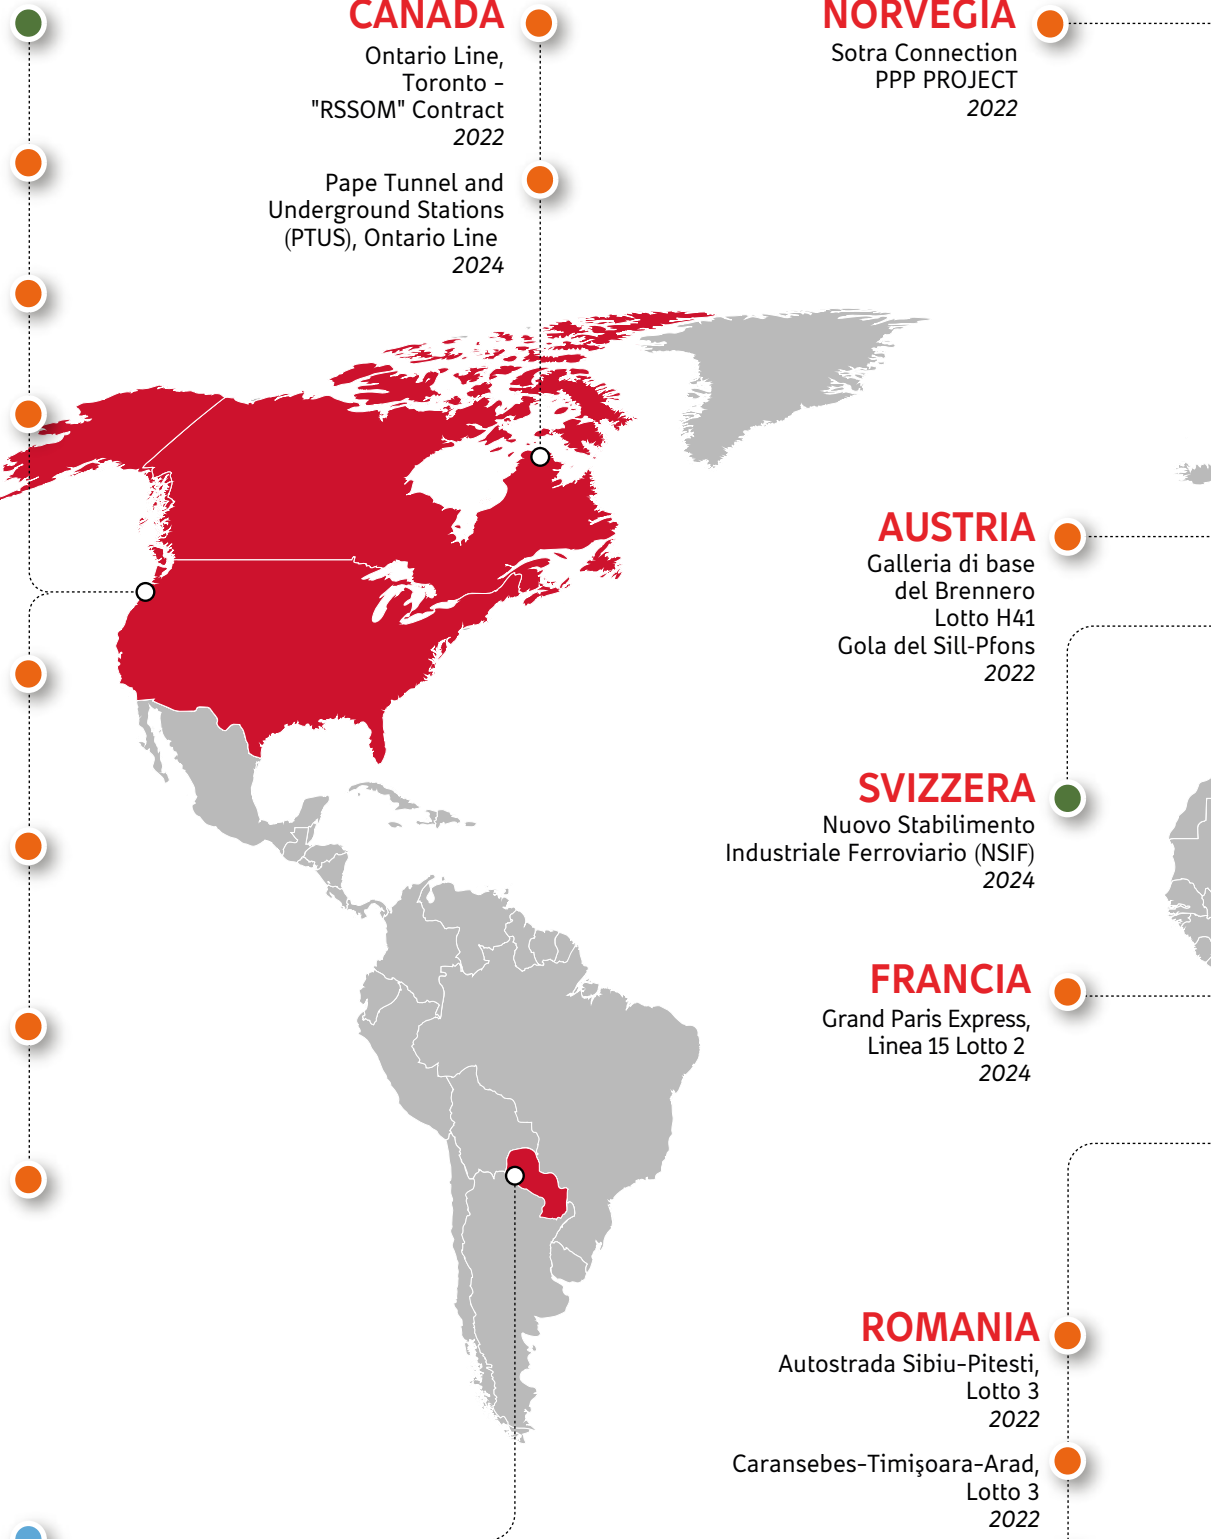 CANADA
Ontario Line,
Toronto -
"RSSOM" Contract
2022
Pape Tunnel and
Underground Stations
(PTUS), Ontario Line
2024
NORVEGIA
Sotra Connection
PPP PROJECT
2022
AUSTRIA
Galleria di base
del Brennero
Lotto H41
Gola del Sill-Pfons
2022
SVIZZERA
Nuovo Stabilimento
Industriale Ferroviario (NSIF)
2024
FRANCIA
Grand Paris Express,
Linea 15 Lotto 2
2024
ROMANIA
Autostrada Sibiu-Pitesti,
Lotto 3
2022
Caransebes-Timişoara-Arad,
Lotto 3
2022